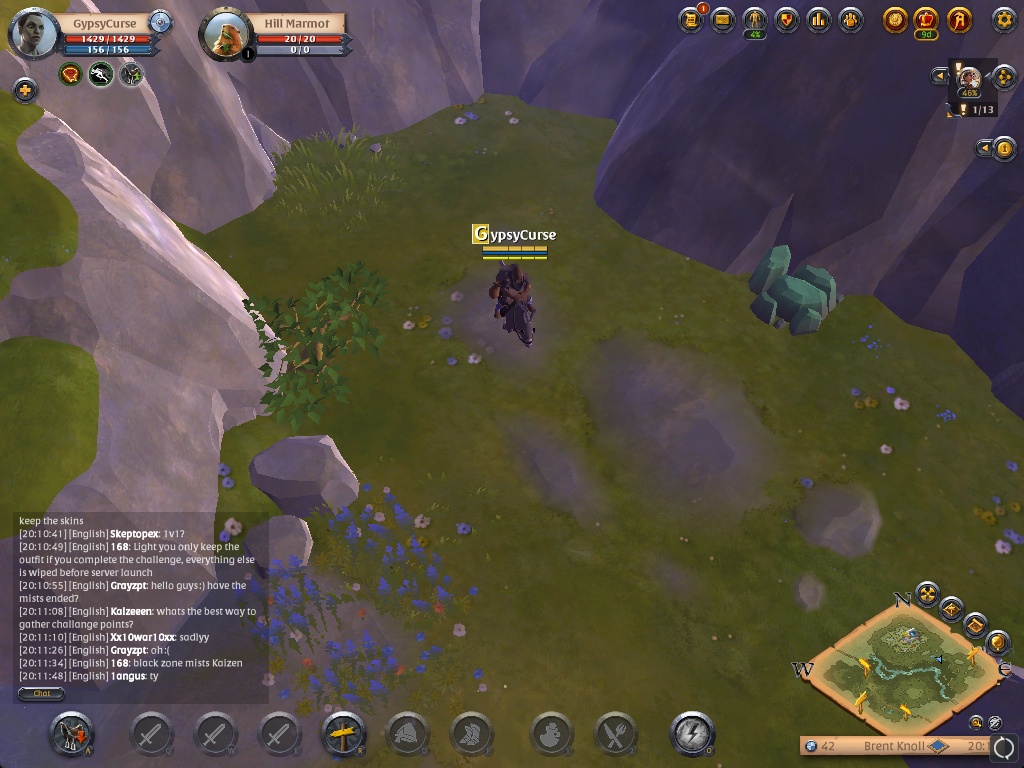 GypsyCurse
1429/1429
156/156
Hill Marmot
20/20
0/0
1
1
4%
9d
46%
1/13
GypsyCurse
keep the skins
[20:10:41] [English] Skeptopex: 1v1?
[20:10:49] [English] 168: Light you only keep the
outfit if you complete the challenge, everything else
is wiped before server launch
[20:10:55] [English] Grayzpt: hello guys:) have the
mists ended?
[20:11:08] [English] Kaizeeen: whats the best way to
gather challange points?
[20:11:10] [English] Xx10war10xx: sadlyy
[20:11:26] [English] Grayzpt: oh:(
[20:11:34] [English] 168: black zone mists Kaizen
[20:11:48] [English] 1angus: ty
Chat
N
W
E
A
Q
W
E
R
D
F
42
Brent Knoll
20: